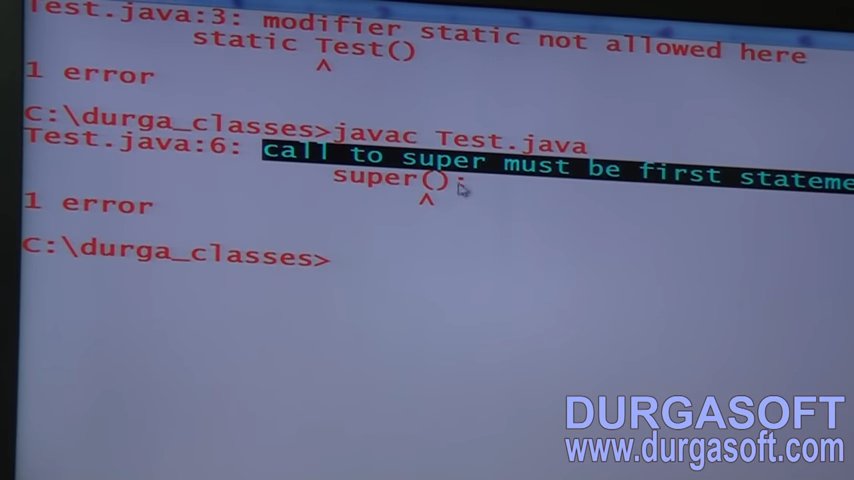 Test.java:3: modifier static not allowed here
static Test()
^
1 error
C:\durga_classes>javac Test.java
Test.java:6: call to super must be first stateme
super();
^
1 error
C:\durga_classes>
DURGASOFT
www.durgasoft.com